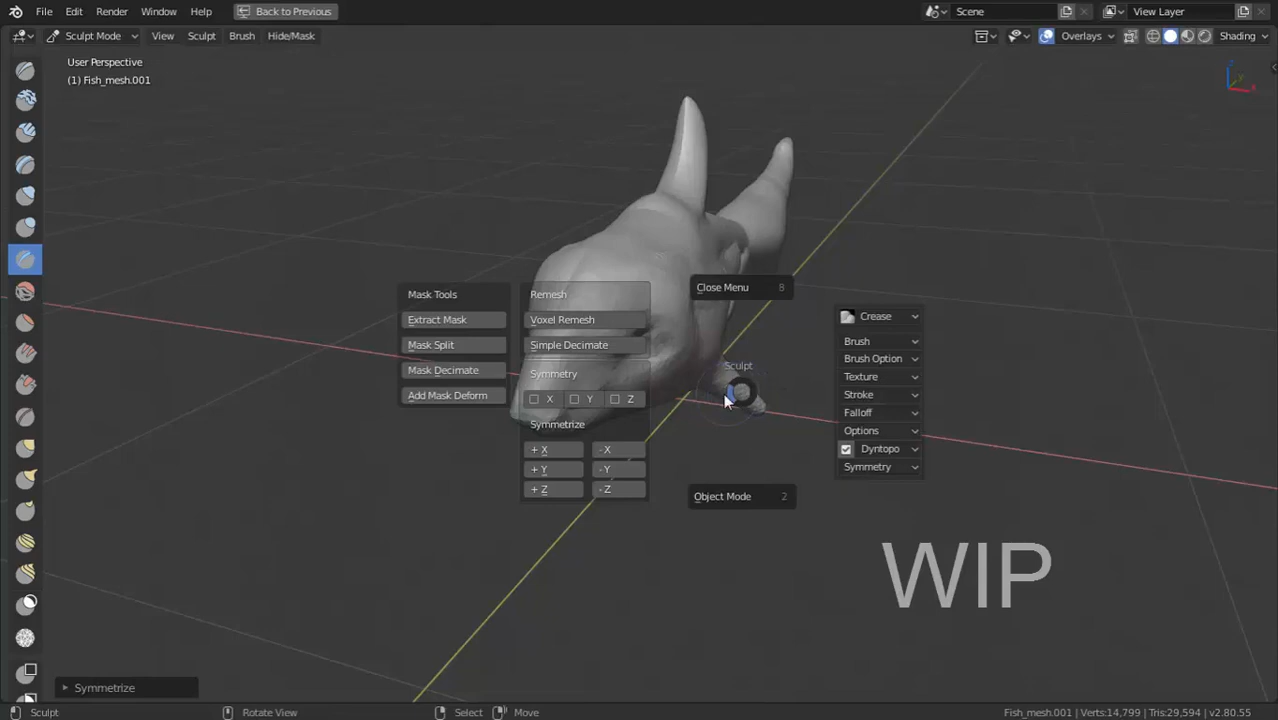 File Edit Render Window Help Back to Previous Scene View Layer
Sculpt Mode View Sculpt Brush Hide/Mask Overlays Shading
User Perspective
(1) Fish_mesh.001
Z
Y
X
Close Menu 8
Mask Tools
Extract Mask
Mask Split
Mask Decimate
Add Mask Deform
Remesh
Voxel Remesh
Simple Decimate
Symmetry
X Y Z
Symmetrize
+ X - X
+ Y - Y
+ Z - Z
Sculpt
Object Mode 2
Crease
Brush
Brush Option
Texture
Stroke
Falloff
Options
Dyntopo
Symmetry
WIP
Symmetrize
Sculpt Rotate View Select Move Fish_mesh.001 | Verts:14,799 | Tris:29,594 | v2.80.55